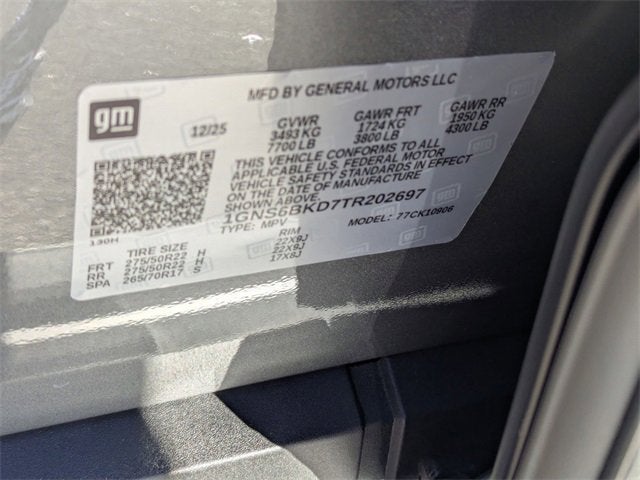 MFD BY GENERAL MOTORS LLC
gm
12/25
GVWR
3493 KG
7700 LB
GAWR FRT
1724 KG
3800 LB
GAWR RR
1950 KG
4300 LB
THIS VEHICLE CONFORMS TO ALL
APPLICABLE U.S. FEDERAL MOTOR
VEHICLE SAFETY STANDARDS IN EFFECT
ON THE DATE OF MANUFACTURE
SHOWN ABOVE.
1GNS6BKD7TR202697
TYPE: MPV
MODEL: 77CK10906
190H
TIRE SIZE RIM
FRT 275/50R22 H 22X9J
RR 275/50R22 H 22X9J
SPA 265/70R17 S 17X8J